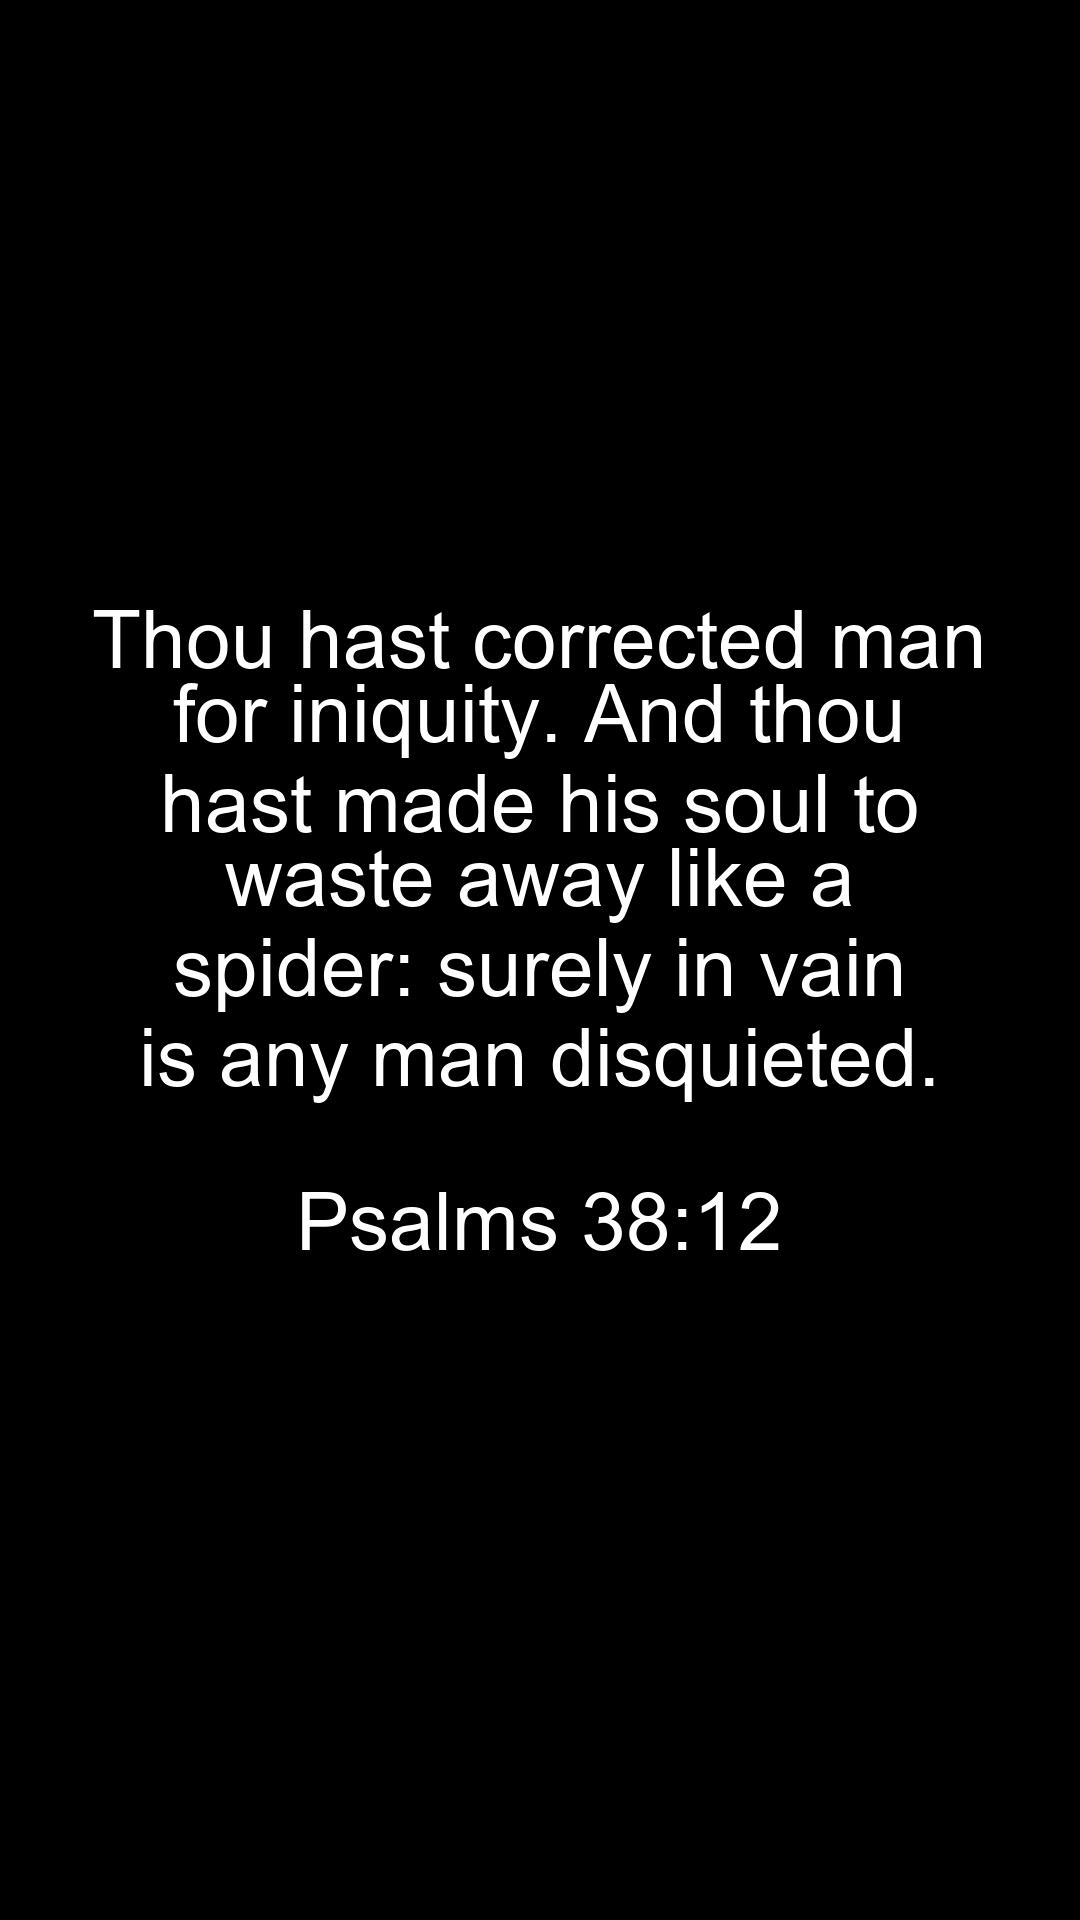 Thou hast corrected man
for iniquity. And thou
hast made his soul to
waste away like a
spider: surely in vain
is any man disquieted.
Psalms 38:12